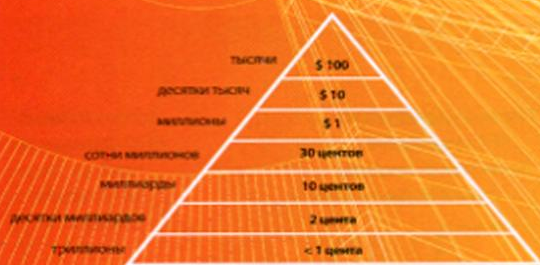 тысячи $ 100
десятки тысяч $ 10
миллионы $ 1
сотни миллионов 30 центов
миллиарды 10 центов
десятки миллиардов 2 цента
триллионы < 1 цента